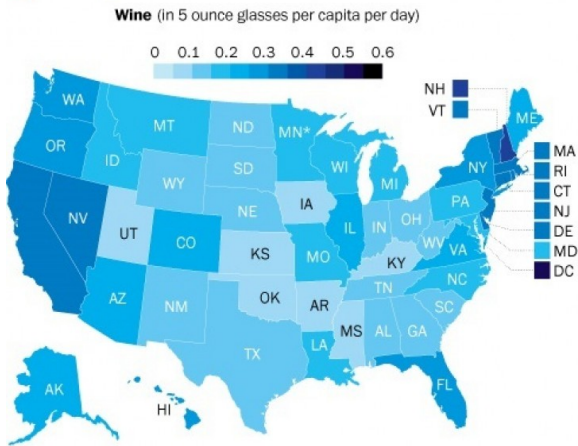 Wine (in 5 ounce glasses per capita per day)
0 0.1 0.2 0.3 0.4 0.5 0.6
NH
VT
WA
ME
MT
ND
MN*
OR
MA
ID
WI
NY
SD
RI
MI
WY
CT
PA
IA
NE
NJ
NV
OH
IL
IN
DE
UT
CO
WV
VA
MD
KS
MO
KY
DC
NC
TN
OK
AZ
AR
NM
SC
MS
AL
GA
LA
TX
FL
AK
HI